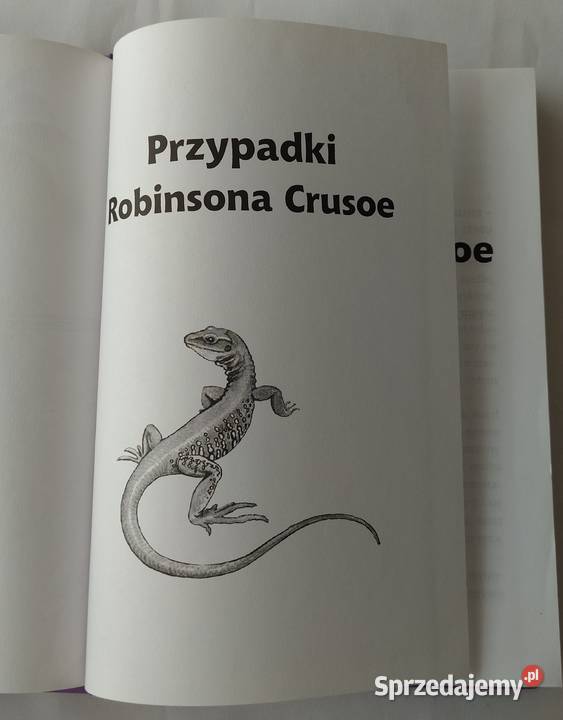 Przypadki
Robinsona Crusoe
oe
Sprzedajemy.pl